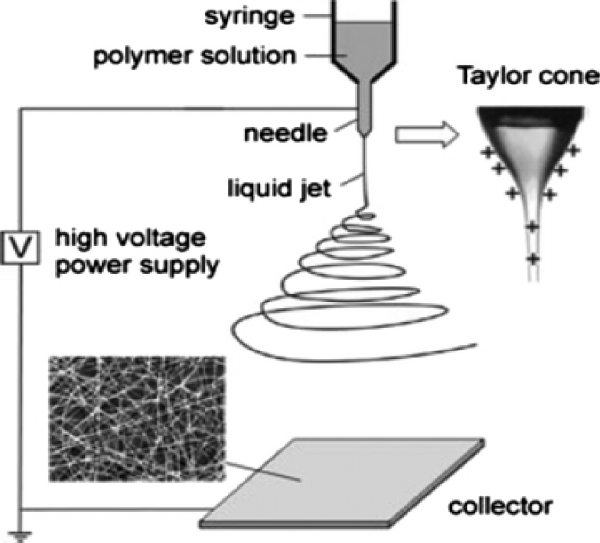 syringe
polymer solution
Taylor cone
needle
liquid jet
V
high voltage
power supply
collector